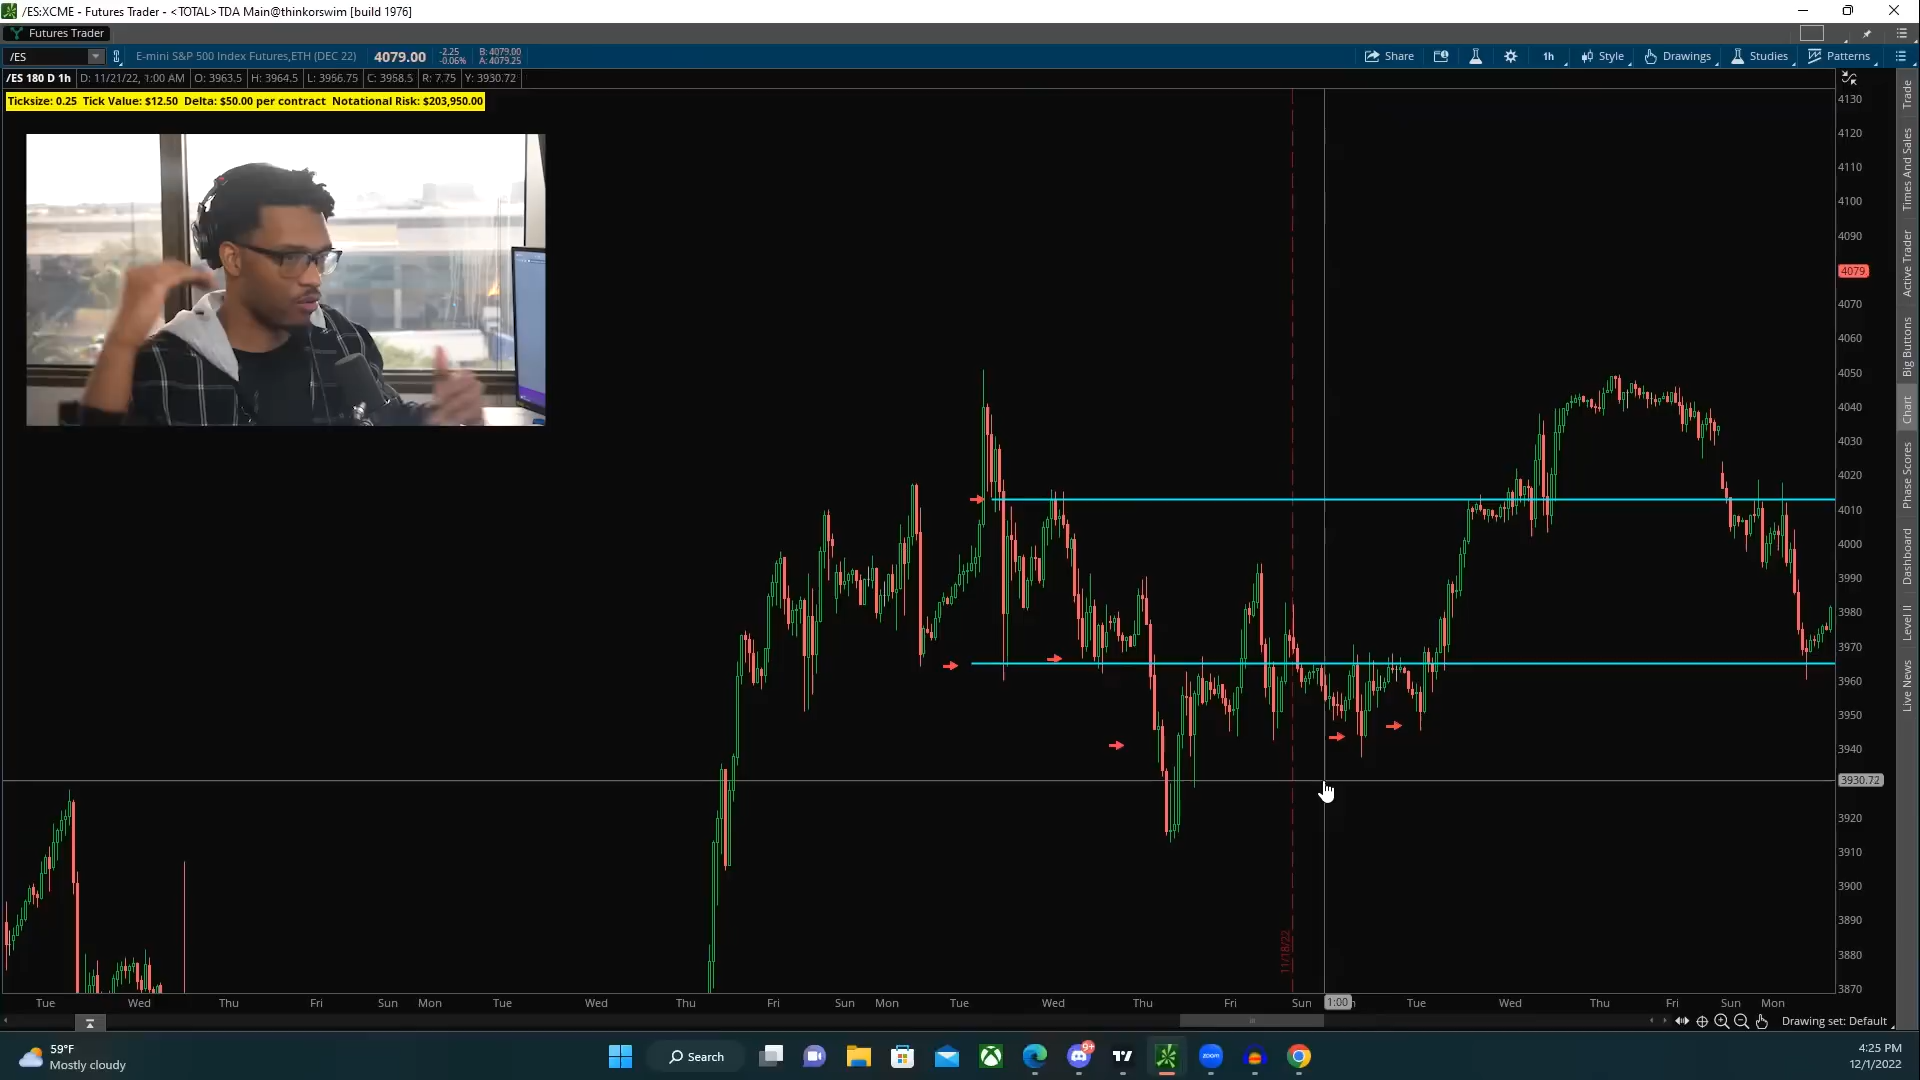 /ES:XCME - Futures Trader - <TOTAL>TDA Main@thinkorswim [build 1976]
Futures Trader
/ES
E-mini S&P 500 Index Futures,ETH (DEC 22)
4079.00
-2.25
-0.06%
B: 4079.00
A: 4079.25
Share
1h
Style
Drawings
Studies
Patterns
/ES 180 D 1h
D: 11/21/22, 1:00 AM
O: 3963.5
H: 3964.5
L: 3956.75
C: 3958.5
R: 7.75
Y: 3930.72
Ticksize: 0.25 Tick Value: $12.50 Delta: $50.00 per contract Notational Risk: $203,950.00
4130
4120
4110
4100
4090
4079
4070
4060
4050
4040
4030
4020
4010
4000
3990
3980
3970
3960
3950
3940
3930.72
3920
3910
3900
3890
3880
3870
Trade
Times And Sales
Active Trader
Big Buttons
Chart
Phase Scores
Dashboard
Level II
Live News
11/18/22
Tue
Wed
Thu
Fri
Sun
Mon
Tue
Wed
Thu
Fri
Sun
Mon
Tue
Wed
Thu
Fri
Sun
1:00
Tue
Wed
Thu
Fri
Sun
Mon
Drawing set: Default
59°F
Mostly cloudy
Search
9+
zoom
4:25 PM
12/1/2022